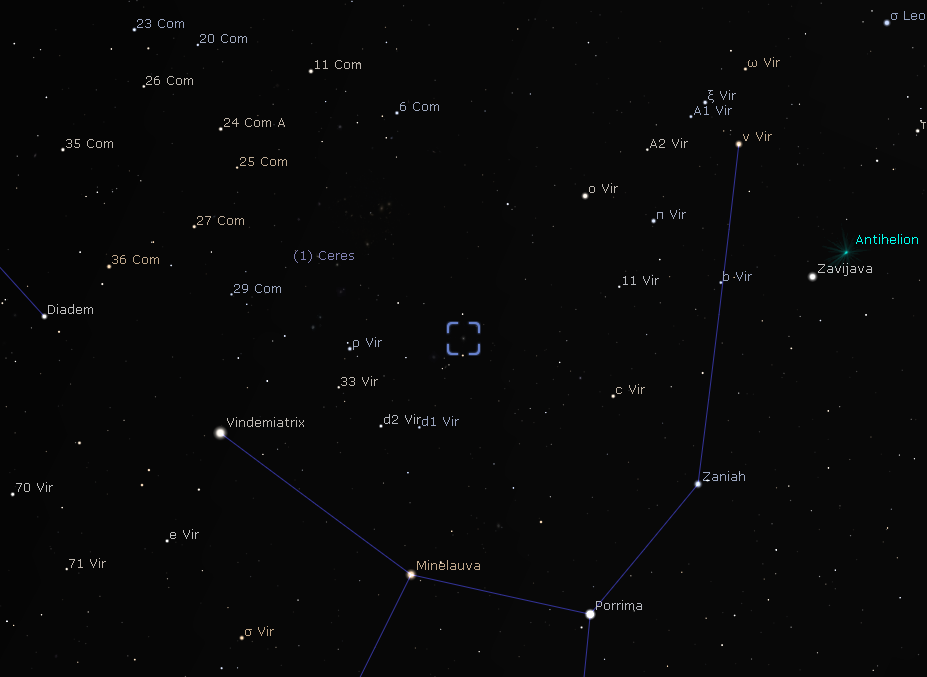 σ Leo
23 Com
20 Com
ω Vir
11 Com
26 Com
ξ Vir
6 Com
A1 Vir
24 Com A
ν Vir
35 Com
A2 Vir
25 Com
ο Vir
π Vir
27 Com
Antihelion
(1) Ceres
36 Com
Zavijava
b Vir
11 Vir
29 Com
Diadem
ρ Vir
33 Vir
c Vir
d2 Vir
d1 Vir
Vindemiatrix
Zaniah
70 Vir
e Vir
71 Vir
Minelauva
Porrima
σ Vir